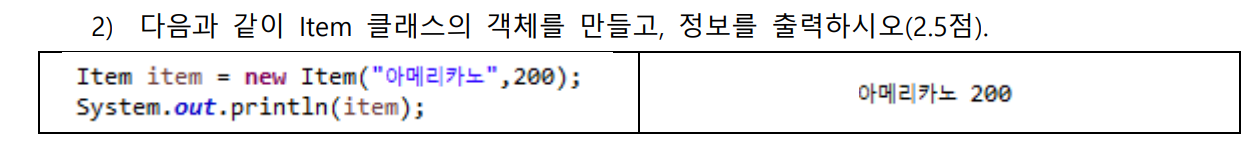 2) 다음과 같이 Item 클래스의 객체를 만들고, 정보를 출력하시오(2.5점).
Item item = new Item("아메리카노",200);
System.out.println(item);
아메리카노 200